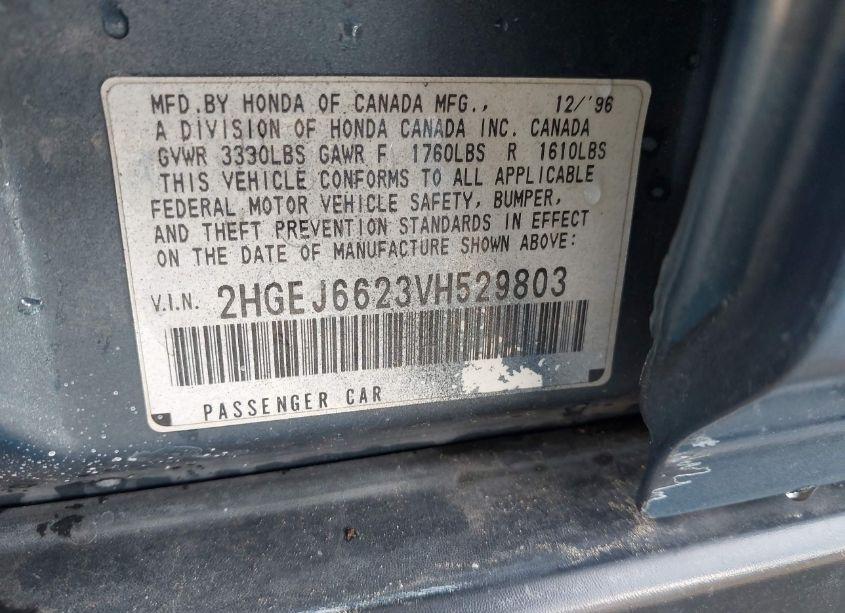 MFD.BY HONDA OF CANADA MFG., 12/'96
A DIVISION OF HONDA CANADA INC. CANADA
GVWR 3330LBS GAWR F 1760LBS R 1610LBS
THIS VEHICLE CONFORMS TO ALL APPLICABLE
FEDERAL MOTOR VEHICLE SAFETY, BUMPER,
AND THEFT PREVENTION STANDARDS IN EFFECT
ON THE DATE OF MANUFACTURE SHOWN ABOVE:
V.I.N. 2HGEJ6623VH529803
PASSENGER CAR